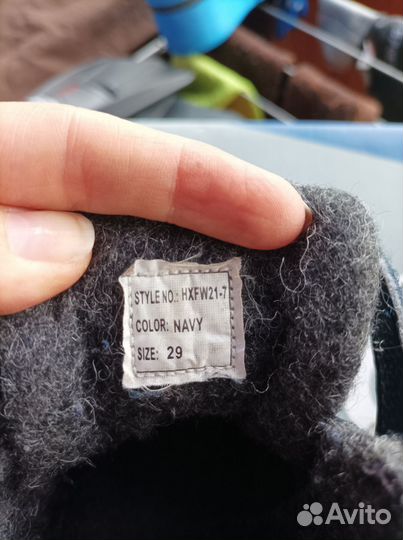 STYLE NO.: HXFW21-7
COLOR: NAVY
SIZE: 29
Avito